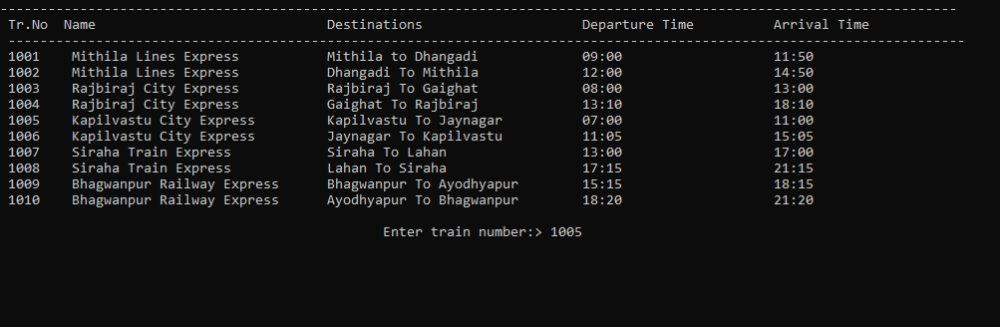 -----------------------------------------------------------------------------------------------------------------------
Tr.No  Name                             Destinations                    Departure Time          Arrival Time
------------------------------------------------------------------------------------------------------------------------
1001    Mithila Lines Express           Mithila to Dhangadi             09:00                   11:50
1002    Mithila Lines Express           Dhangadi To Mithila             12:00                   14:50
1003    Rajbiraj City Express           Rajbiraj To Gaighat             08:00                   13:00
1004    Rajbiraj City Express           Gaighat To Rajbiraj             13:10                   18:10
1005    Kapilvastu City Express         Kapilvastu To Jaynagar          07:00                   11:00
1006    Kapilvastu City Express         Jaynagar To Kapilvastu          11:05                   15:05
1007    Siraha Train Express            Siraha To Lahan                 13:00                   17:00
1008    Siraha Train Express            Lahan To Siraha                 17:15                   21:15
1009    Bhagwanpur Railway Express      Bhagwanpur To Ayodhyapur        15:15                   18:15
1010    Bhagwanpur Railway Express      Ayodhyapur To Bhagwanpur        18:20                   21:20
Enter train number:> 1005